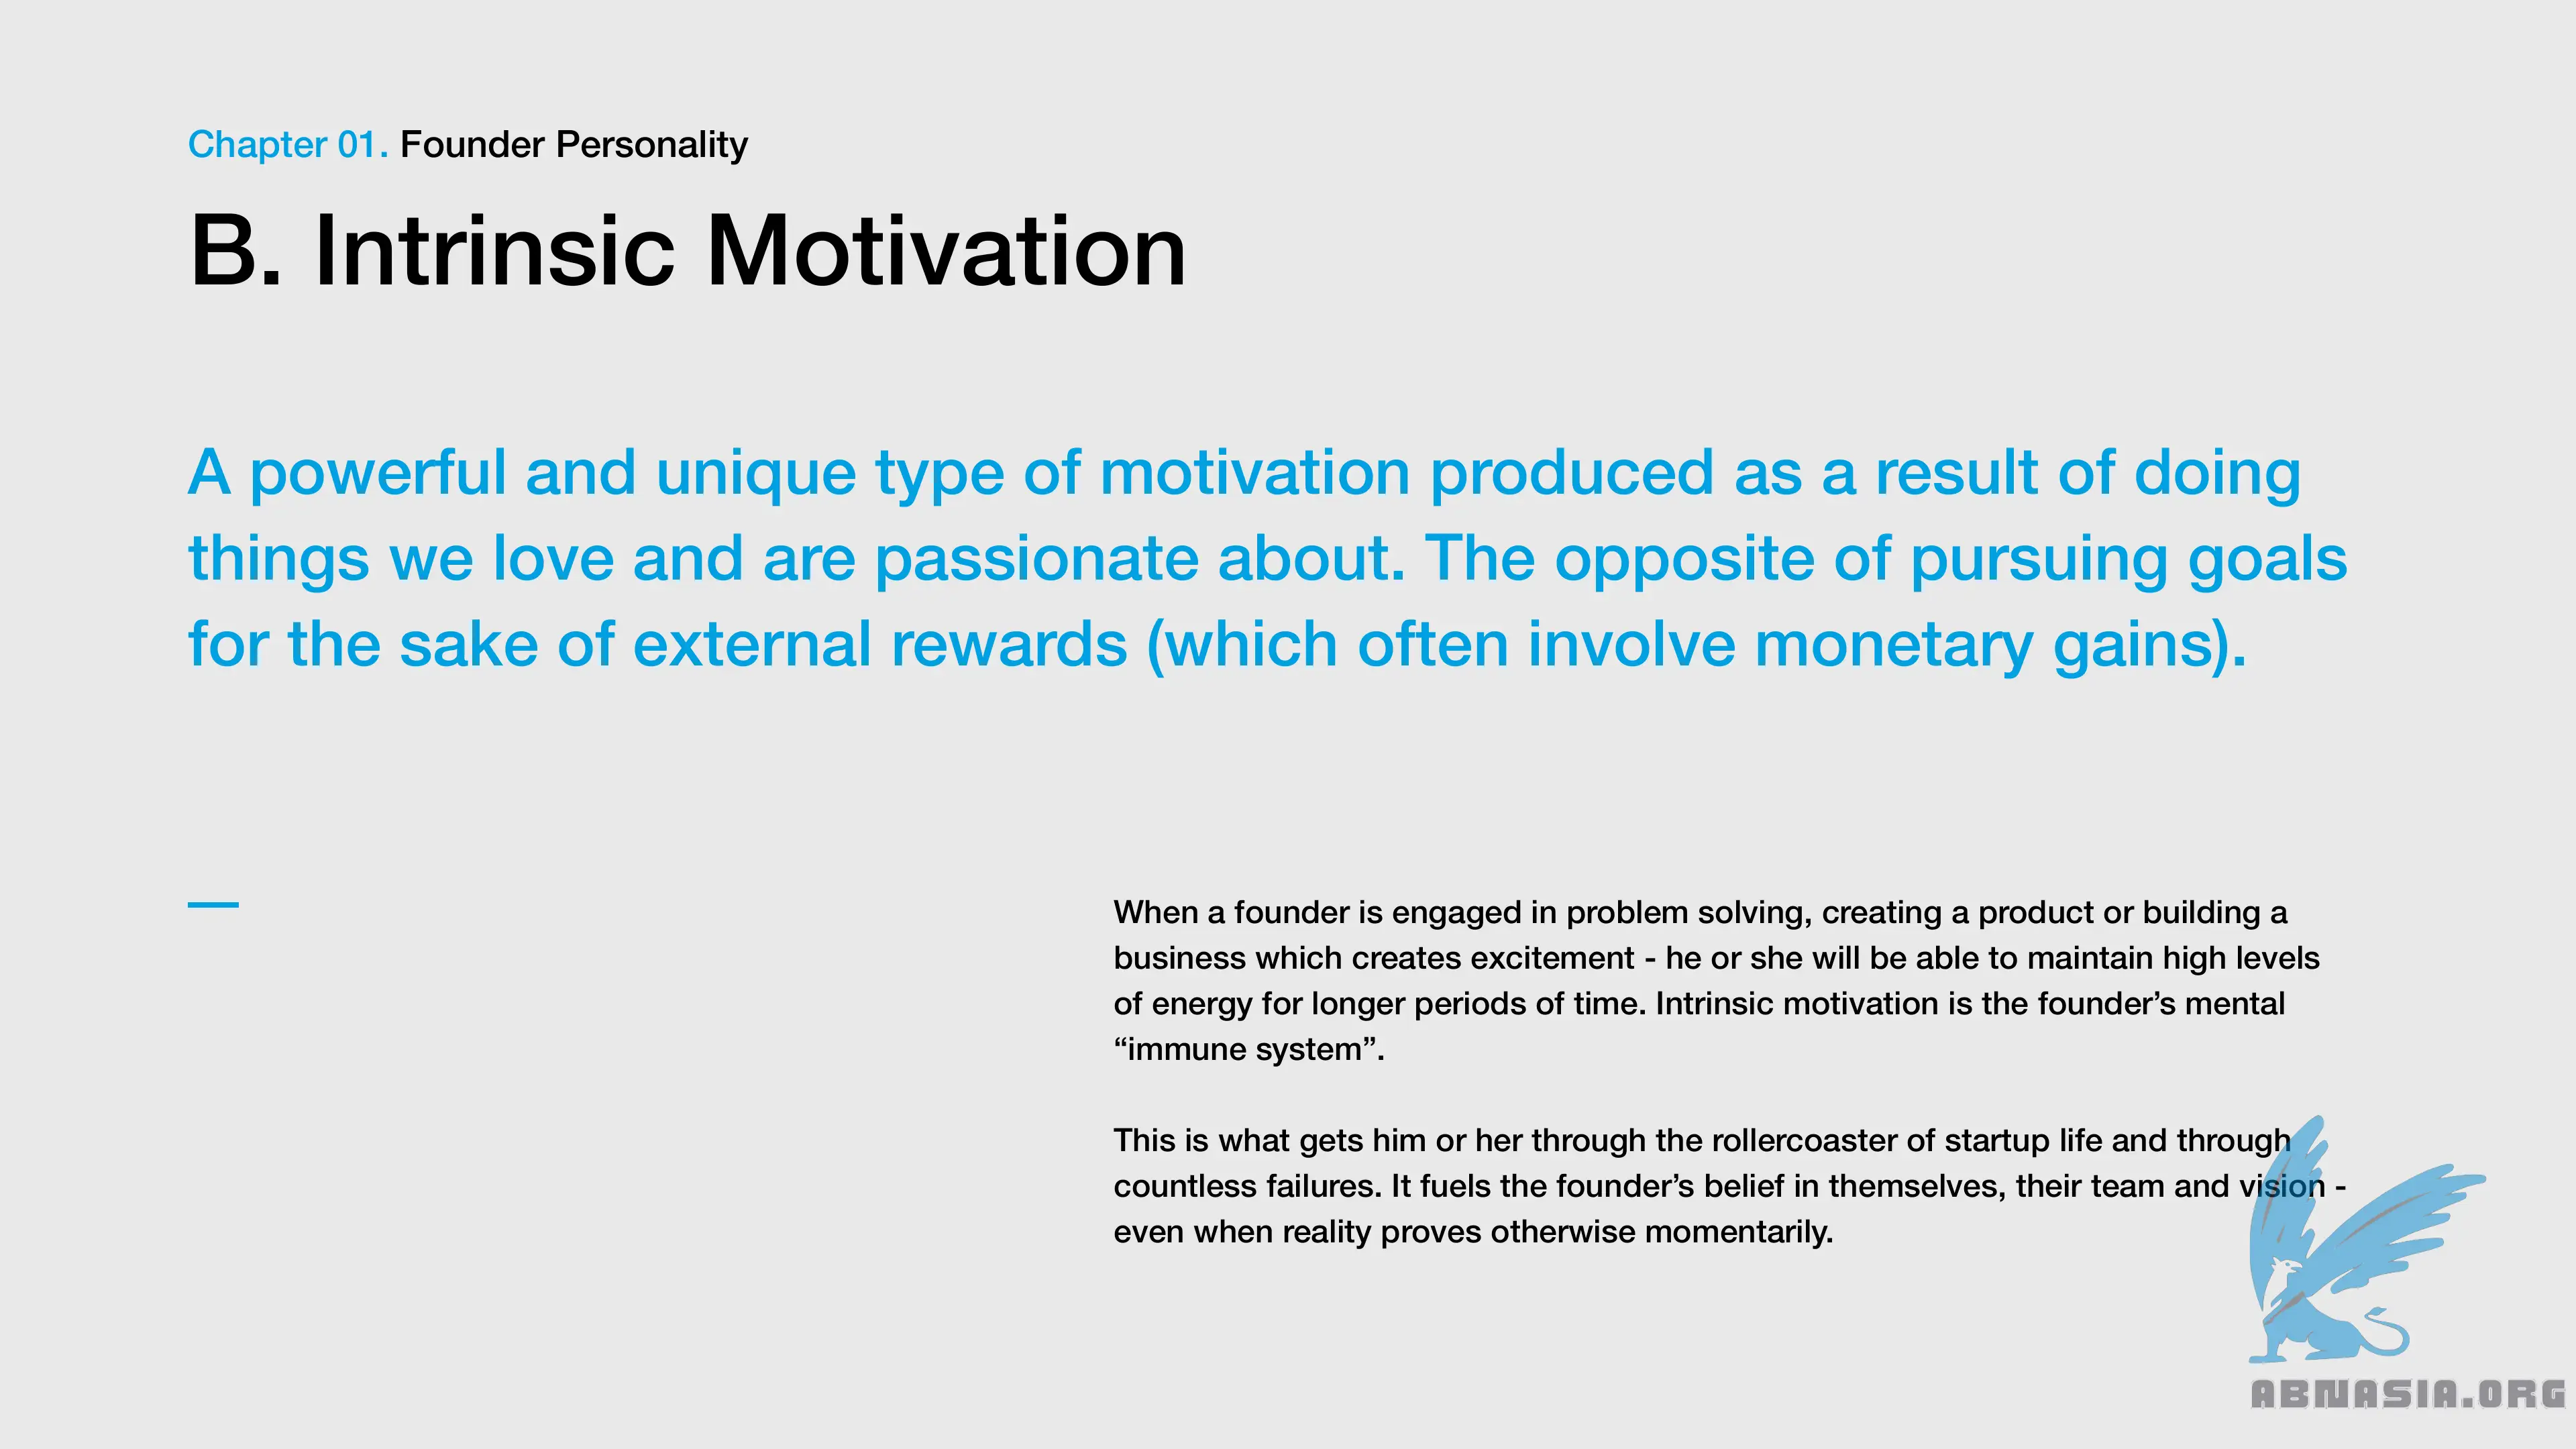 Chapter 01. Founder Personality
B. Intrinsic Motivation
A powerful and unique type of motivation produced as a result of doing
things we love and are passionate about. The opposite of pursuing goals
for the sake of external rewards (which often involve monetary gains).
When a founder is engaged in problem solving, creating a product or building a
business which creates excitement - he or she will be able to maintain high levels
of energy for longer periods of time. Intrinsic motivation is the founder’s mental
“immune system”.
This is what gets him or her through the rollercoaster of startup life and through
countless failures. It fuels the founder’s belief in themselves, their team and vision -
even when reality proves otherwise momentarily.
ABNASIA.ORG